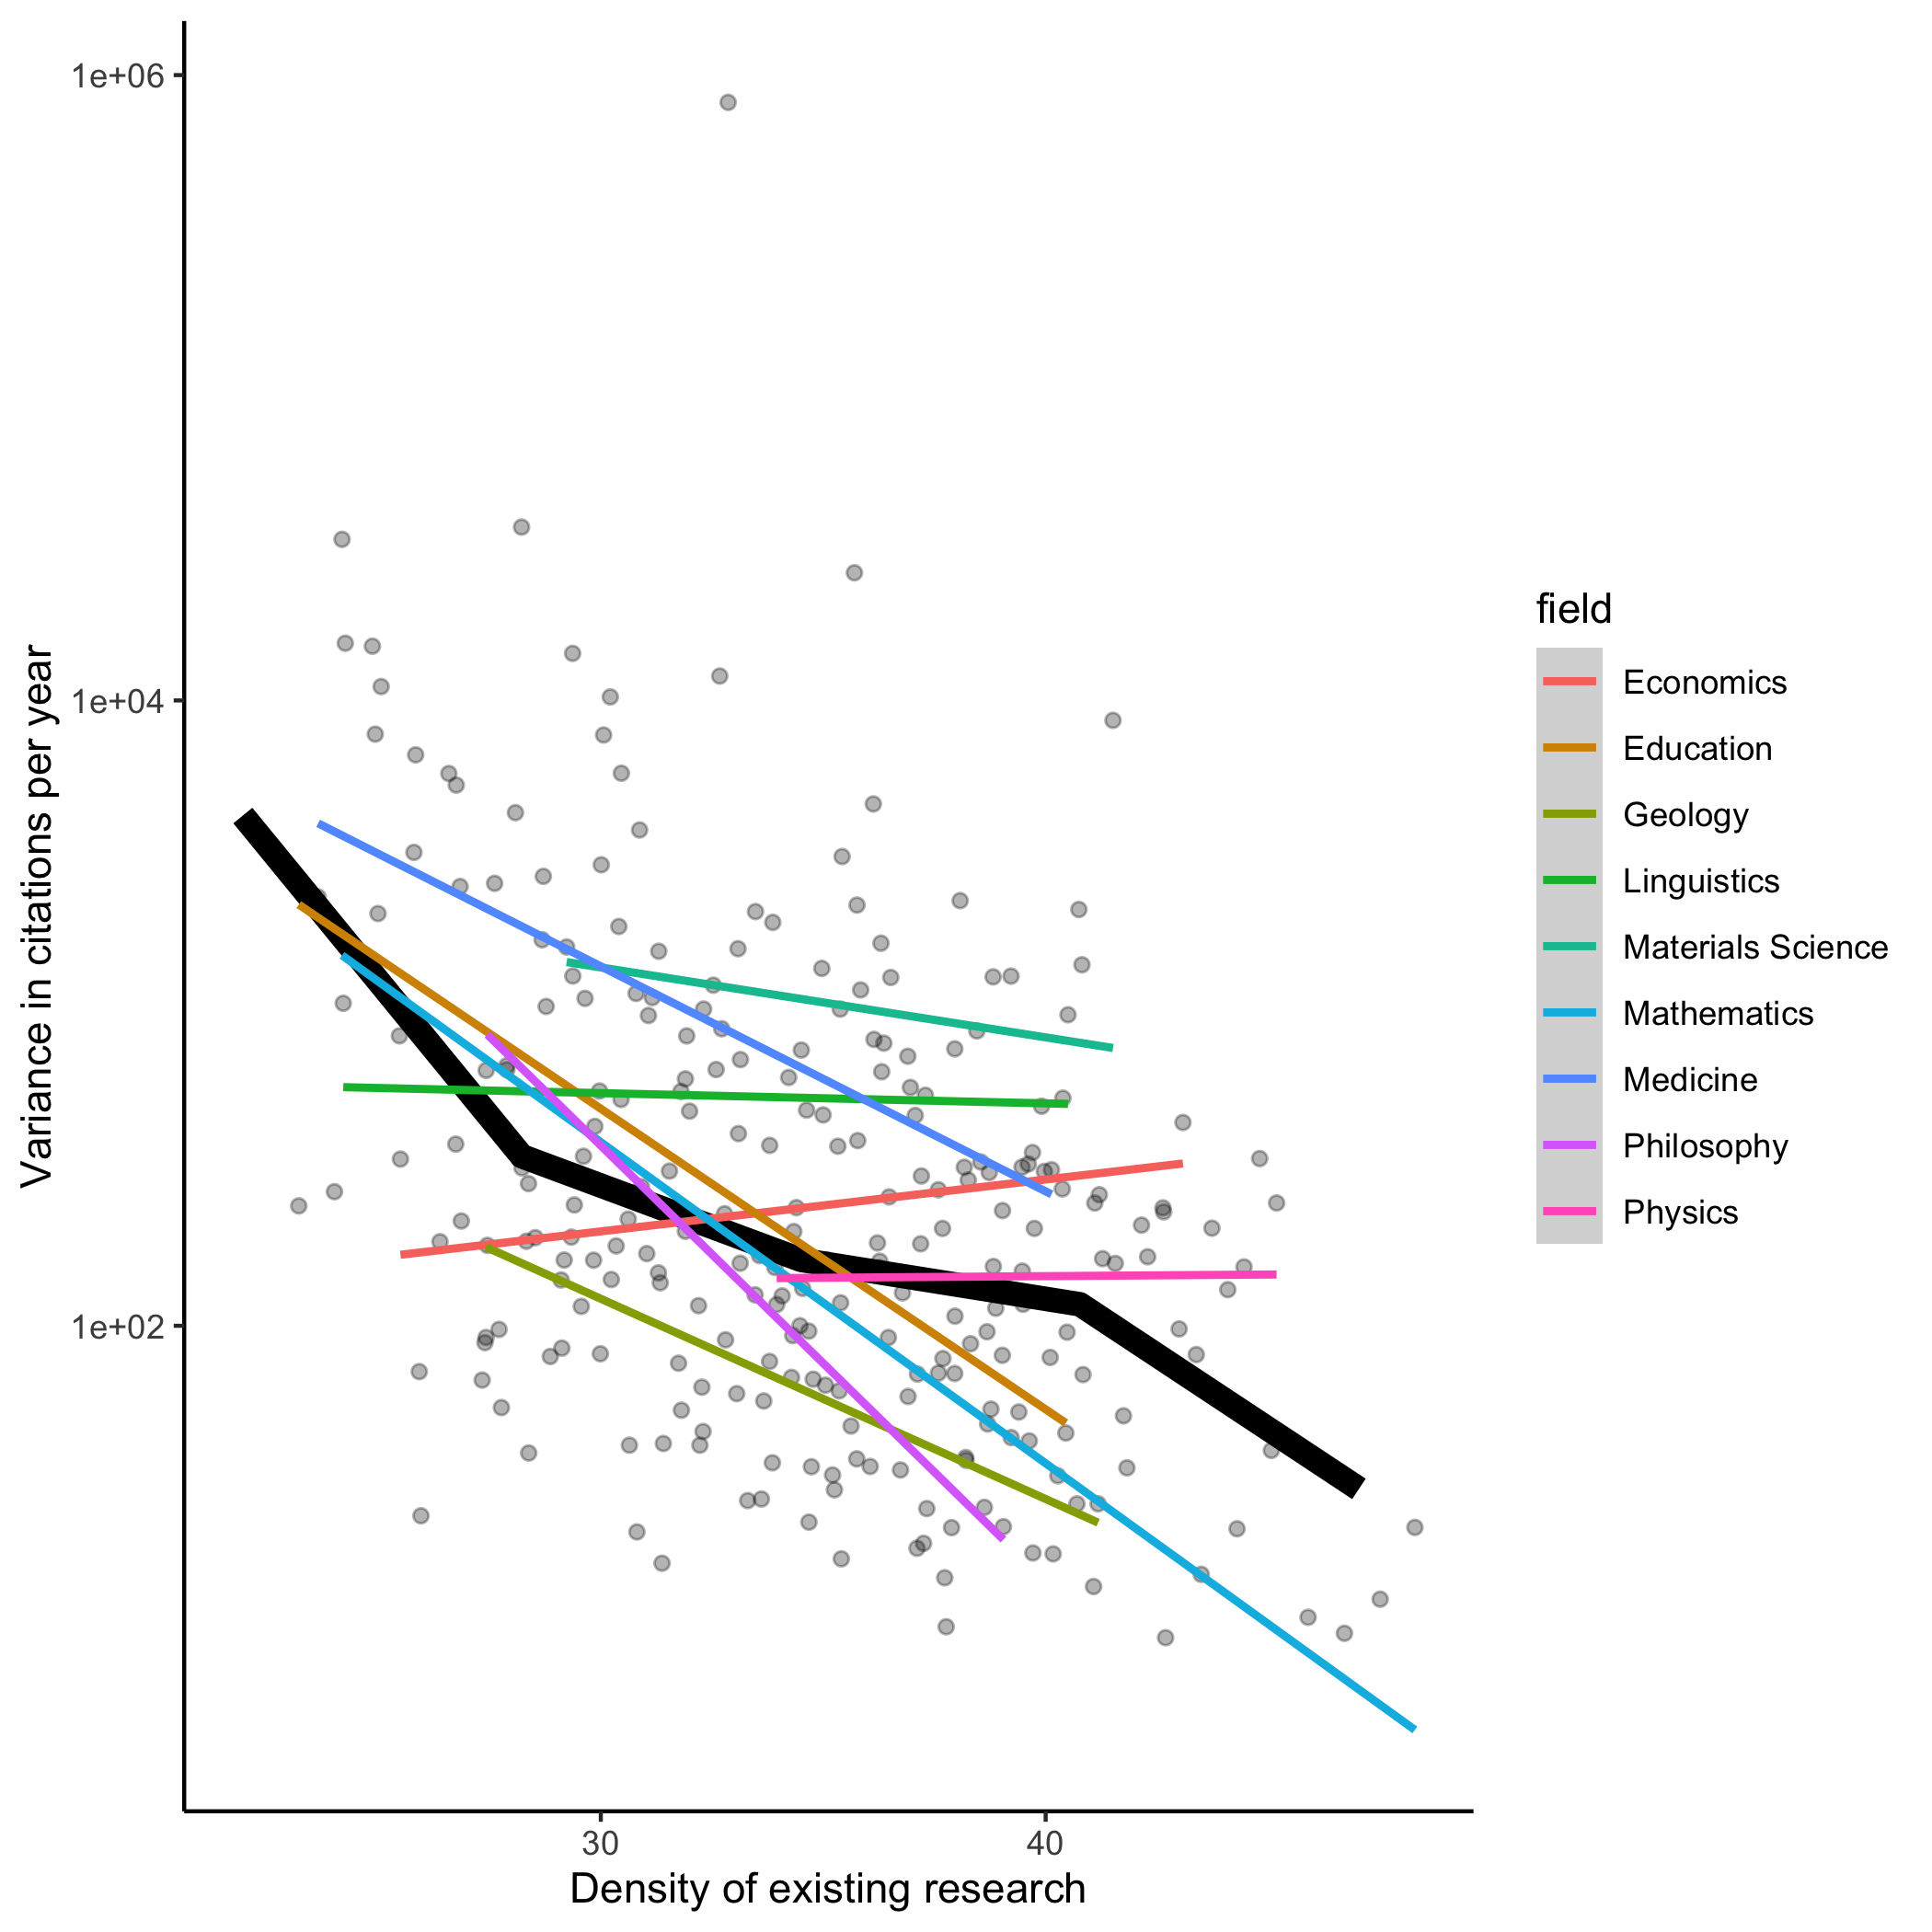 1e+06
1e+04
1e+02
Variance in citations per year
30
40
Density of existing research
field
Economics
Education
Geology
Linguistics
Materials Science
Mathematics
Medicine
Philosophy
Physics